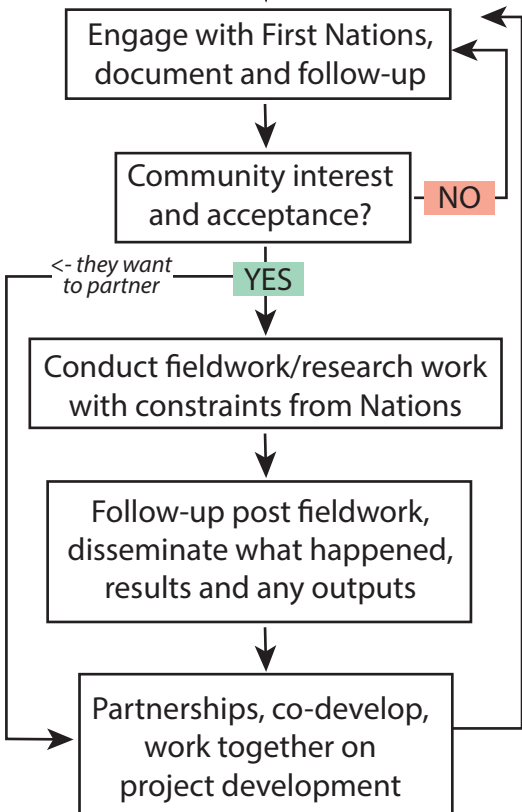 Engage with First Nations,
document and follow-up
Community interest
and acceptance?
NO
<- they want
to partner
YES
Conduct fieldwork/research work
with constraints from Nations
Follow-up post fieldwork,
disseminate what happened,
results and any outputs
Partnerships, co-develop,
work together on
project development